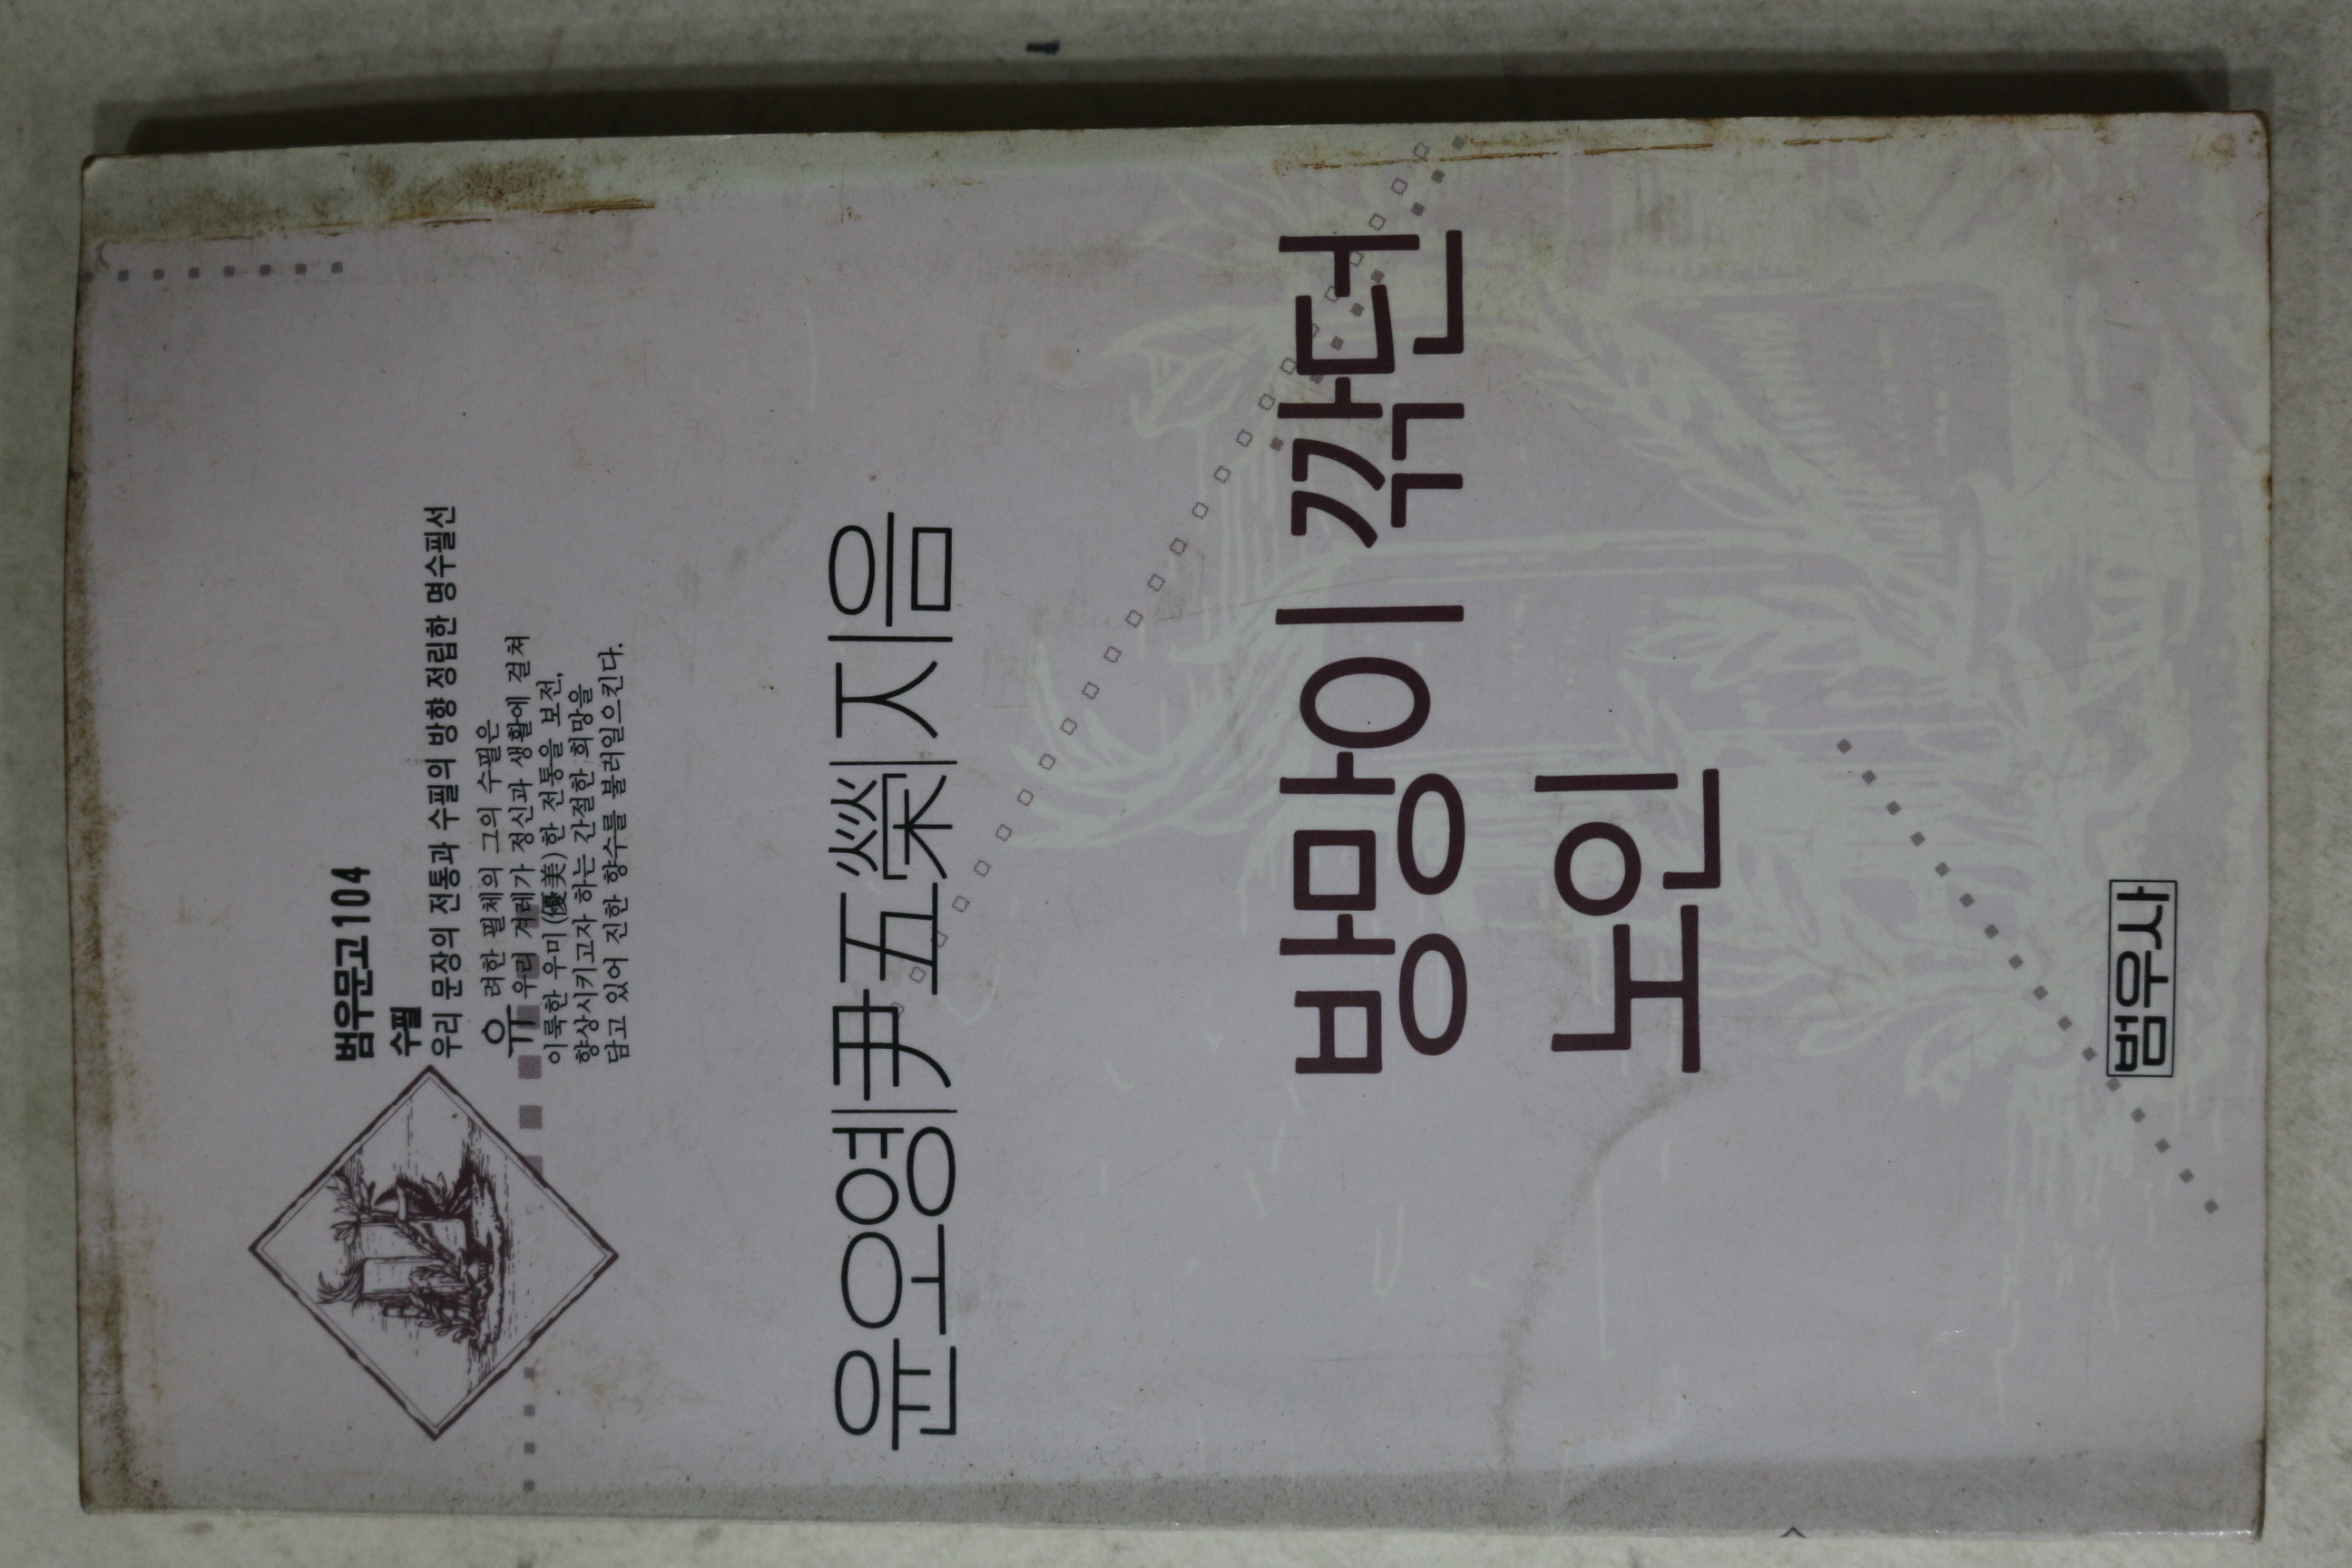 범우문고 104
수필
우리 문장의 전통과 수필의 방향 정립한 명수필선
유려한 필체의 그의 수필은
우리 겨레가 정신과 생활에 걸쳐
이룩한 우미(優美)한 전통을 보전,
향상시키고자 하는 간절한 희망을
담고 있어 진한 향수를 불러일으킨다.
윤오영|尹五榮|지음
방망이 깎던
노인
범우사